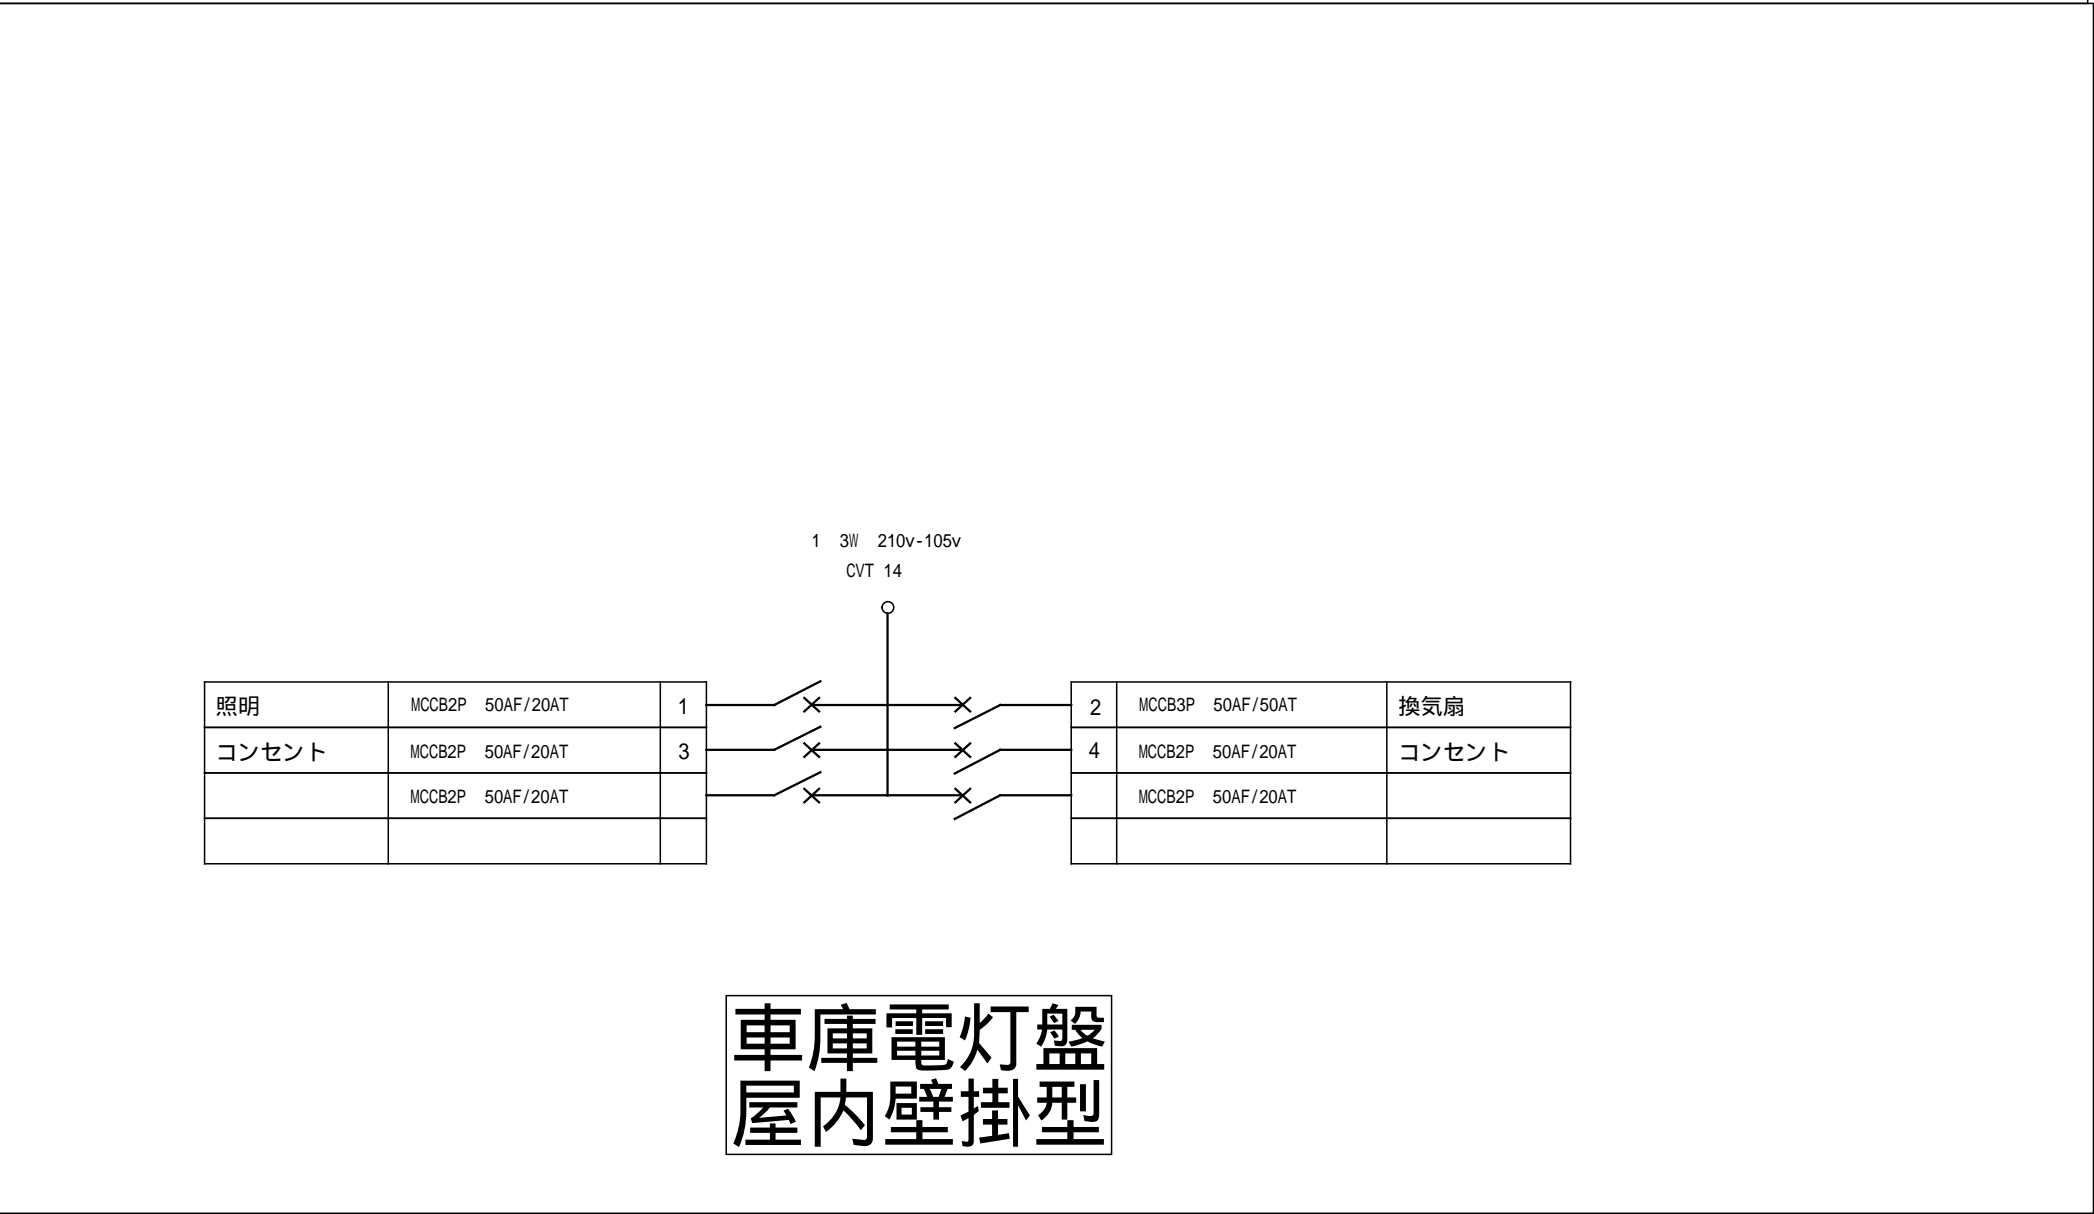 1 3W 210v-105v
CVT 14
照明 MCCB2P 50AF/20AT 1
2 MCCB3P 50AF/50AT 換気扇
コンセント MCCB2P 50AF/20AT 3
4 MCCB2P 50AF/20AT コンセント
MCCB2P 50AF/20AT
MCCB2P 50AF/20AT
車庫電灯盤
屋内壁掛型